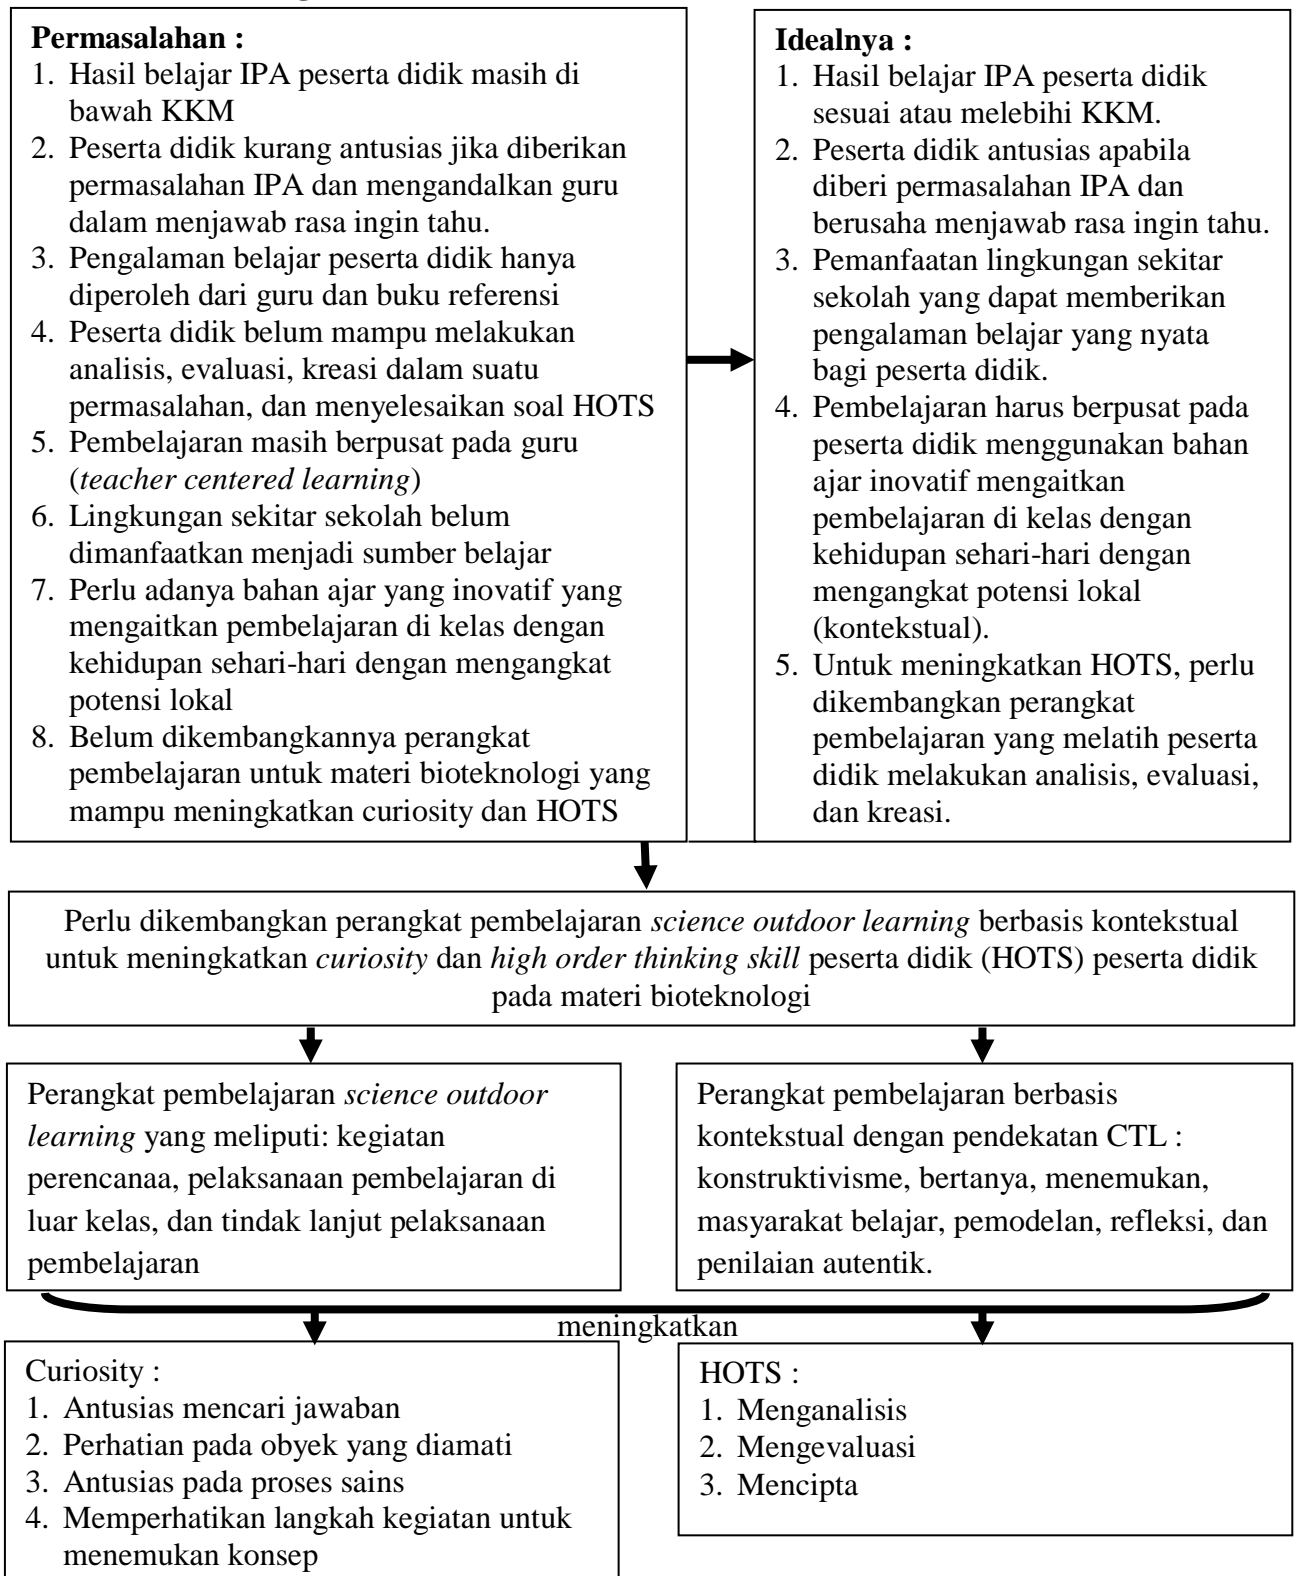 Permasalahan :
1. Hasil belajar IPA peserta didik masih di
bawah KKM
2. Peserta didik kurang antusias jika diberikan
permasalahan IPA dan mengandalkan guru
dalam menjawab rasa ingin tahu.
3. Pengalaman belajar peserta didik hanya
diperoleh dari guru dan buku referensi
4. Peserta didik belum mampu melakukan
analisis, evaluasi, kreasi dalam suatu
permasalahan, dan menyelesaikan soal HOTS
5. Pembelajaran masih berpusat pada guru
(teacher centered learning)
6. Lingkungan sekitar sekolah belum
dimanfaatkan menjadi sumber belajar
7. Perlu adanya bahan ajar yang inovatif yang
mengaitkan pembelajaran di kelas dengan
kehidupan sehari-hari dengan mengangkat
potensi lokal
8. Belum dikembangkannya perangkat
pembelajaran untuk materi bioteknologi yang
mampu meningkatkan curiosity dan HOTS
Idealnya :
1. Hasil belajar IPA peserta didik
sesuai atau melebihi KKM.
2. Peserta didik antusias apabila
diberi permasalahan IPA dan
berusaha menjawab rasa ingin tahu.
3. Pemanfaatan lingkungan sekitar
sekolah yang dapat memberikan
pengalaman belajar yang nyata
bagi peserta didik.
4. Pembelajaran harus berpusat pada
peserta didik menggunakan bahan
ajar inovatif mengaitkan
pembelajaran di kelas dengan
kehidupan sehari-hari dengan
mengangkat potensi lokal
(kontekstual).
5. Untuk meningkatkan HOTS, perlu
dikembangkan perangkat
pembelajaran yang melatih peserta
didik melakukan analisis, evaluasi,
dan kreasi.
Perlu dikembangkan perangkat pembelajaran science outdoor learning berbasis kontekstual
untuk meningkatkan curiosity dan high order thinking skill peserta didik (HOTS) peserta didik
pada materi bioteknologi
Perangkat pembelajaran science outdoor
learning yang meliputi: kegiatan
perencanaa, pelaksanaan pembelajaran di
luar kelas, dan tindak lanjut pelaksanaan
pembelajaran
Perangkat pembelajaran berbasis
kontekstual dengan pendekatan CTL :
konstruktivisme, bertanya, menemukan,
masyarakat belajar, pemodelan, refleksi, dan
penilaian autentik.
meningkatkan
Curiosity :
1. Antusias mencari jawaban
2. Perhatian pada obyek yang diamati
3. Antusias pada proses sains
4. Memperhatikan langkah kegiatan untuk
menemukan konsep
HOTS :
1. Menganalisis
2. Mengevaluasi
3. Mencipta